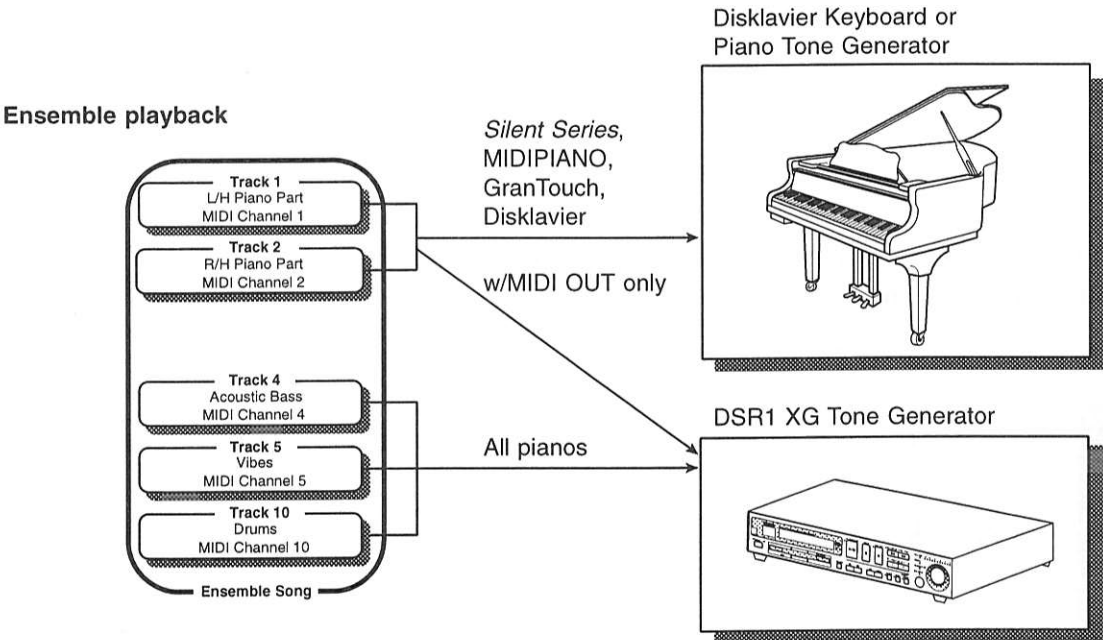 Disklavier Keyboard or
Piano Tone Generator
Ensemble playback
Silent Series,
MIDIPIANO,
GranTouch,
Disklavier
w/MIDI OUT only
Track 1
L/H Piano Part
MIDI Channel 1
Track 2
R/H Piano Part
MIDI Channel 2
Track 4
Acoustic Bass
MIDI Channel 4
Track 5
Vibes
MIDI Channel 5
Track 10
Drums
MIDI Channel 10
Ensemble Song
All pianos
DSR1 XG Tone Generator